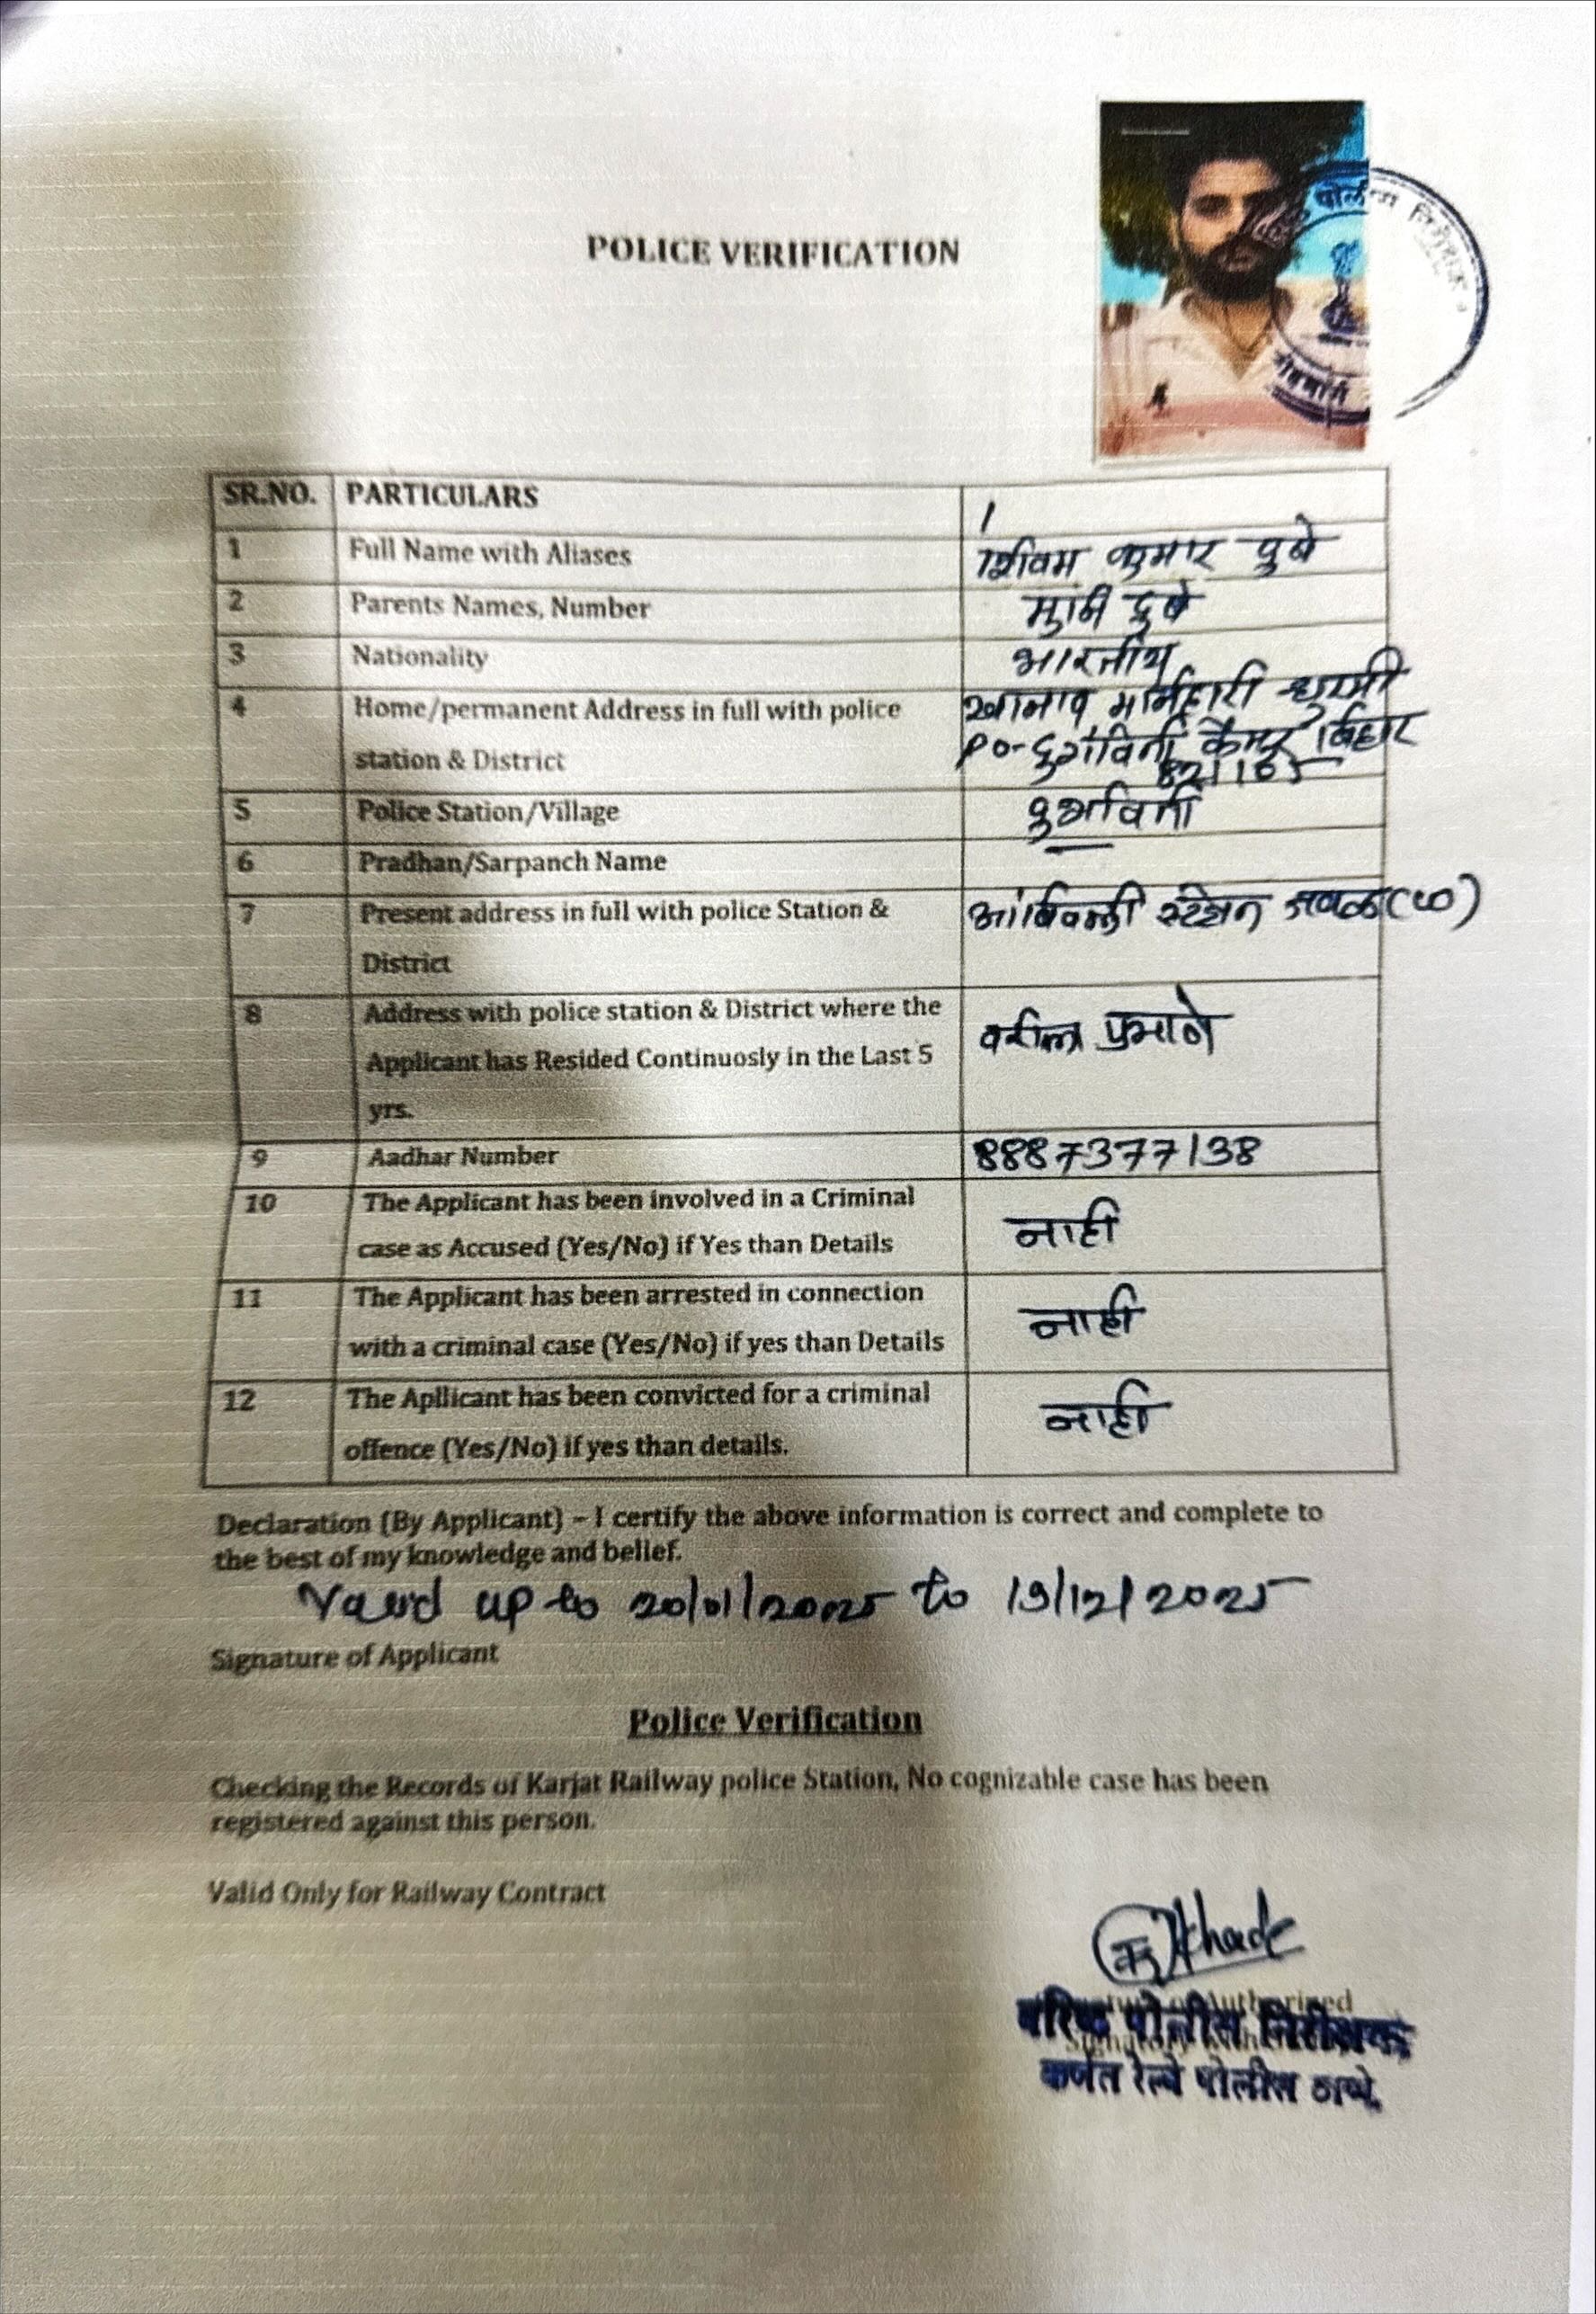 पोलीस निरीक्षक
POLICE VERIFICATION
SR.NO. PARTICULARS
1 Full Name with Aliases शिवम कुमार दुबे
2 Parents Names, Number मुनि दुबे
3 Nationality भारतीय
4 Home/permanent Address in full with police
station & District
PO- दुर्गावती कैमूर बिहार
821105
5 Police Station/Village
6 Pradhan/Sarpanch Name
7 Present address in full with police Station & आंबिवली स्टेशन जवळ
District
8 Address with police station & District where the
Applicant has Resided Continuosly in the Last 5 वरील प्रमाणे
yrs.
9 Aadhar Number 8887377138
10 The Applicant has been involved in a Criminal
case as Accused (Yes/No) if Yes than Details नाही
11 The Applicant has been arrested in connection
with a criminal case (Yes/No) if yes than Details नाही
12 The Apllicant has been convicted for a criminal
offence (Yes/No) if yes than details. नाही
Declaration (By Applicant) – I certify the above information is correct and complete to
the best of my knowledge and belief.
Valid up to 20/01/2025 to 19/12/2025
Signature of Applicant
Police Verification
Checking the Records of Karjat Railway police Station, No cognizable case has been
registered against this person.
Valid Only for Railway Contract
वरिष्ठ पोलीस निरीक्षक
कर्जत रेल्वे पोलीस ठाणे